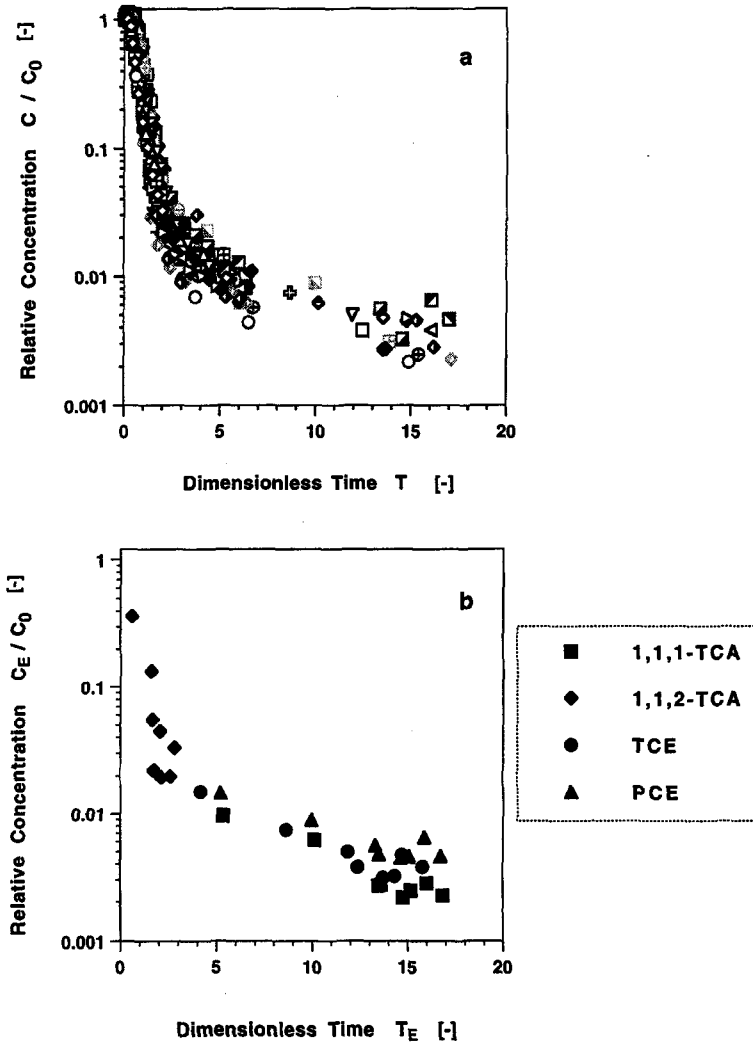 a
Relative Concentration C / C0 [-]
1
0.1
0.01
0.001
0 5 10 15 20
Dimensionless Time T [-]
b
Relative Concentration CE / C0 [-]
1
0.1
0.01
0.001
0 5 10 15 20
Dimensionless Time TE [-]
1,1,1-TCA
1,1,2-TCA
TCE
PCE